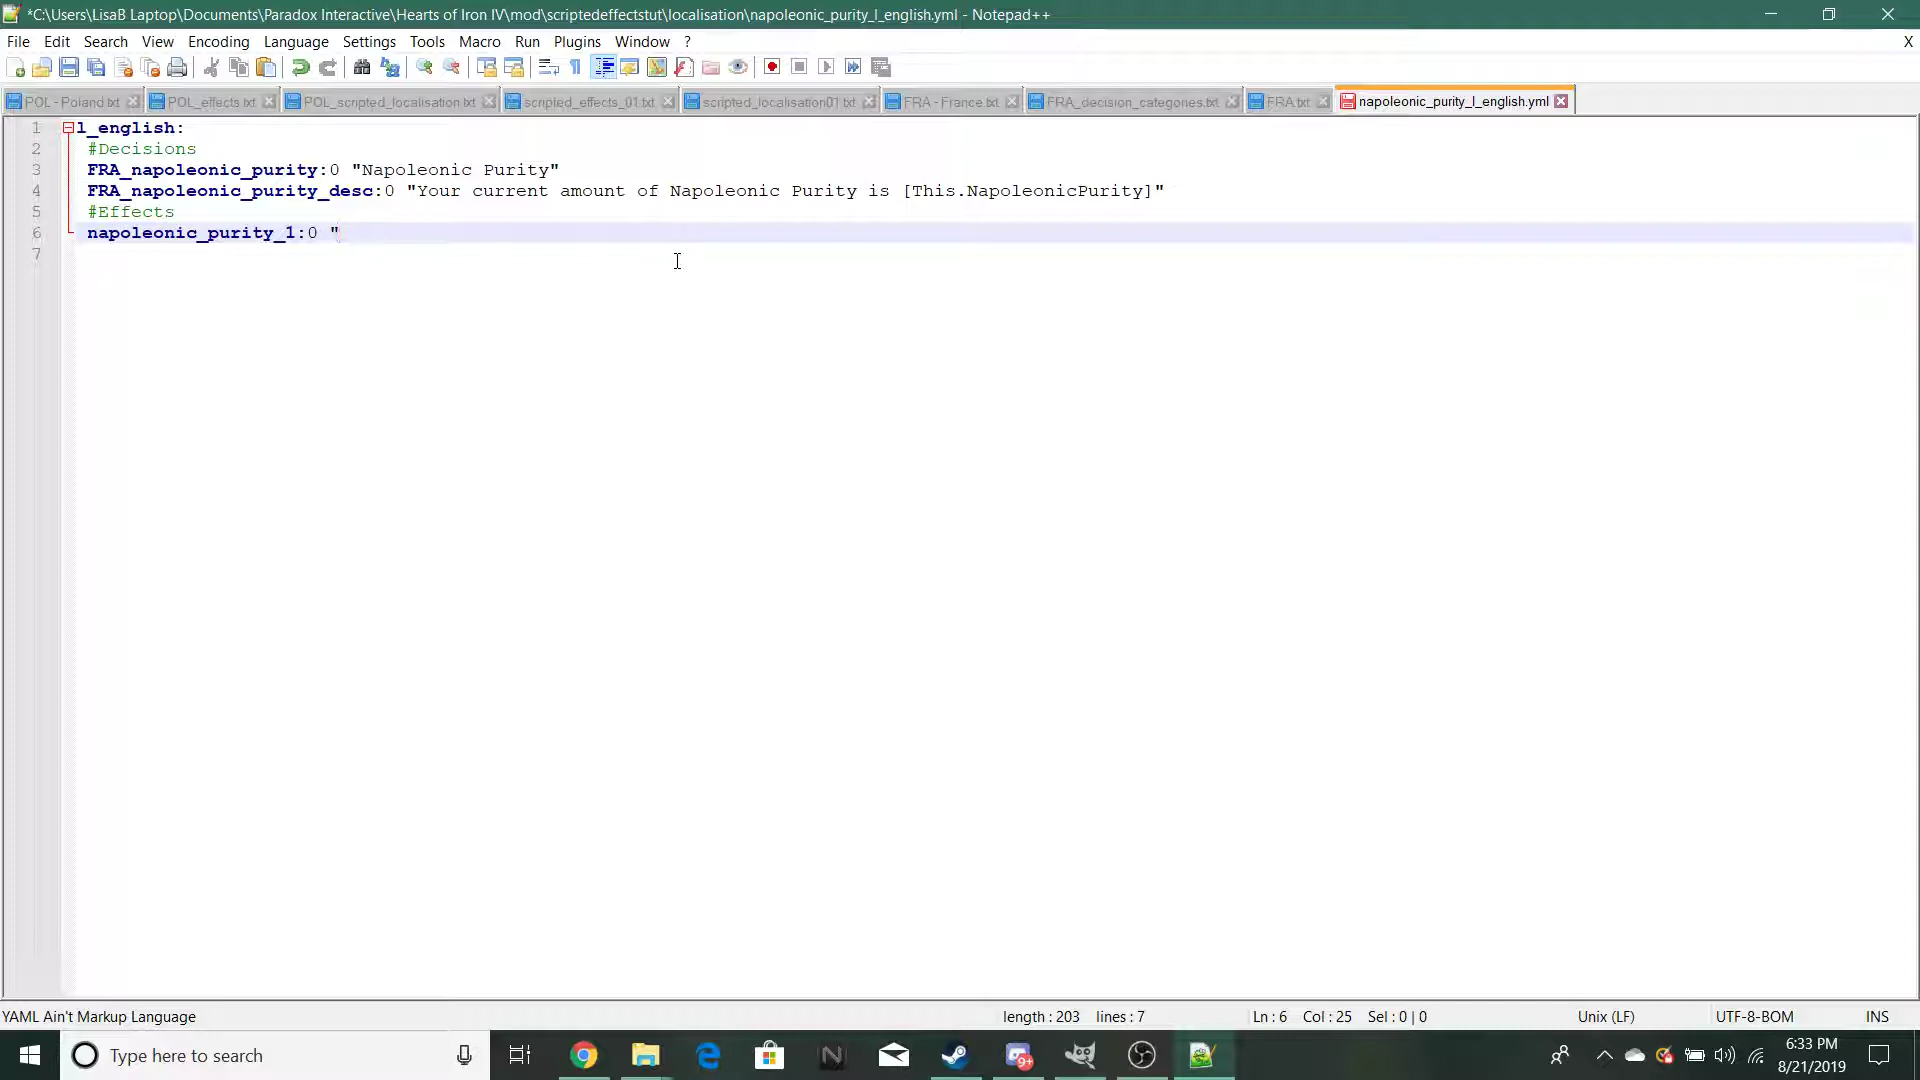 *C:\Users\LisaB Laptop\Documents\Paradox Interactive\Hearts of Iron IV\mod\scriptedeffectstut\localisation\napoleonic_purity_l_english.yml - Notepad++
File Edit Search View Encoding Language Settings Tools Macro Run Plugins Window ? X
POL - Poland.txt POL_effects.txt POL_scripted_localisation.txt scripted_effects_01.txt scripted_localisation01.txt FRA - France.txt FRA_decision_categories.txt FRA.txt napoleonic_purity_l_english.yml
1 l_english:
2 #Decisions
3 FRA_napoleonic_purity:0 "Napoleonic Purity"
4 FRA_napoleonic_purity_desc:0 "Your current amount of Napoleonic Purity is [This.NapoleonicPurity]"
5 #Effects
6 napoleonic_purity_1:0 "
7
YAML Ain't Markup Language length : 203 lines : 7 Ln : 6 Col : 25 Sel : 0 | 0 Unix (LF) UTF-8-BOM INS
Type here to search
9+
6:33 PM
8/21/2019